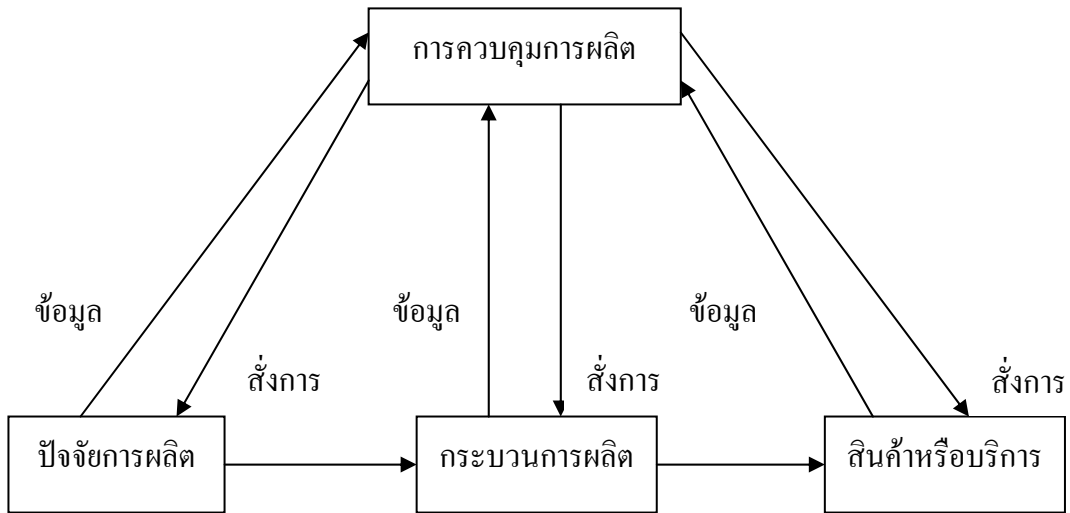 การควบคุมการผลิต
ข้อมูล
ข้อมูล
ข้อมูล
สั่งการ
สั่งการ
สั่งการ
ปัจจัยการผลิต
กระบวนการผลิต
สินค้าหรือบริการ